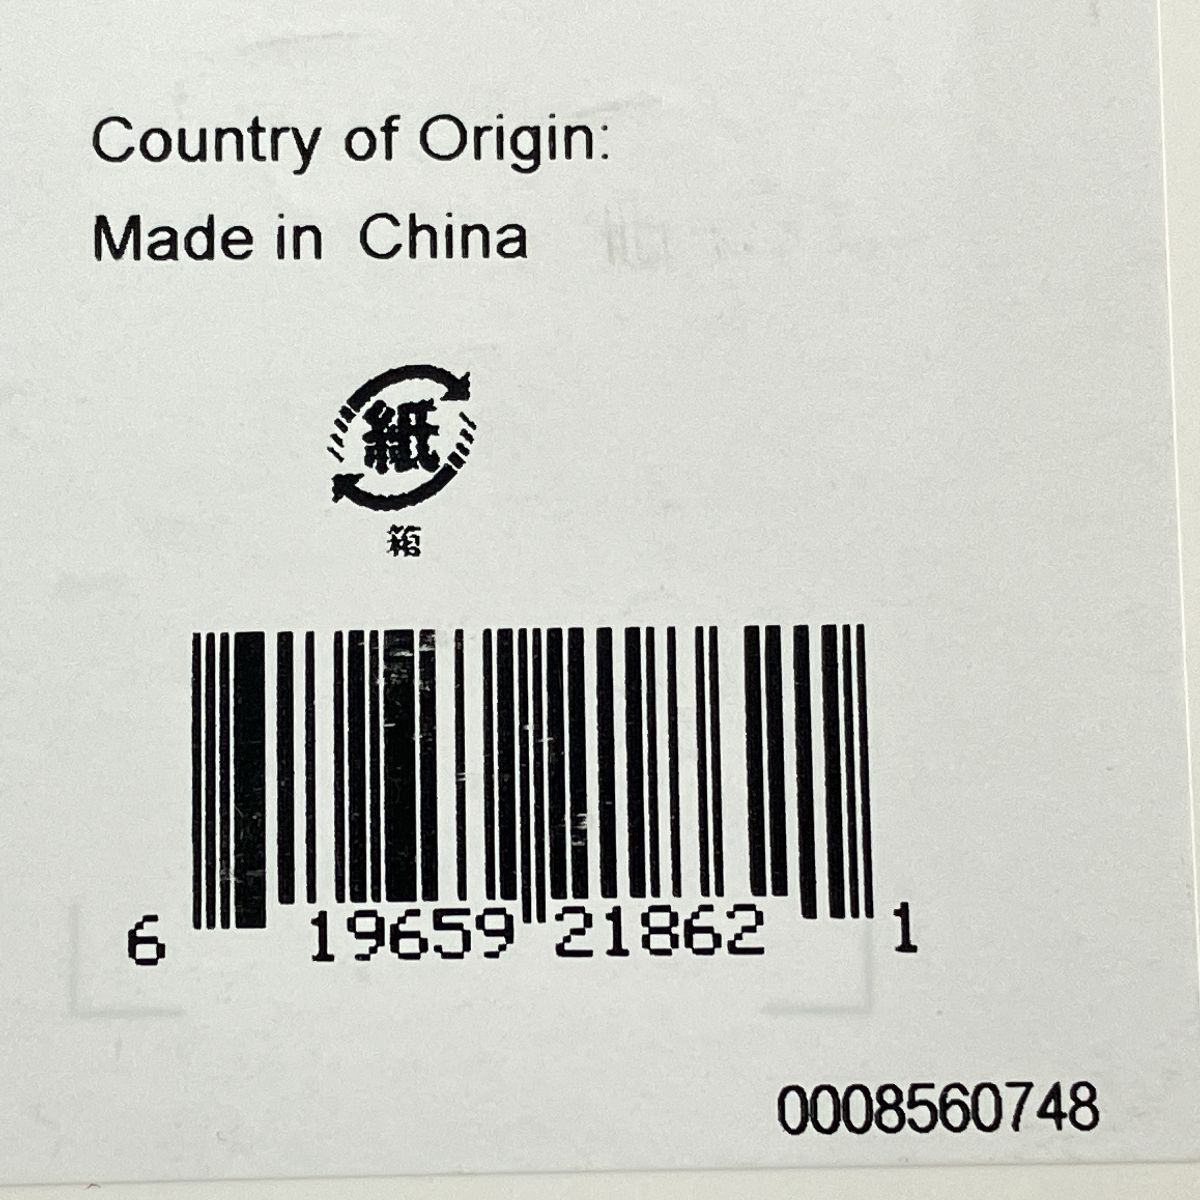 Country of Origin:
Made in China
紙
箱
6 19659 21862 1
0008560748